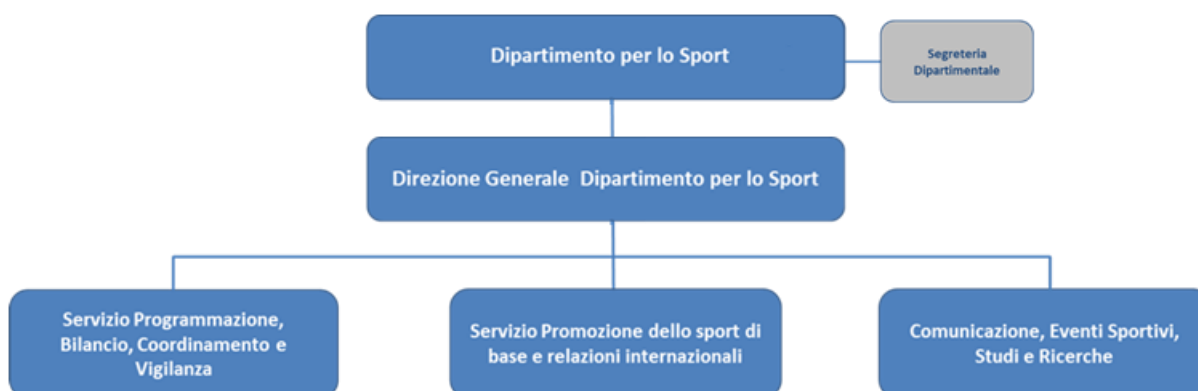 Dipartimento per lo Sport
Segreteria
Dipartimentale
Direzione Generale Dipartimento per lo Sport
Servizio Programmazione,
Bilancio, Coordinamento e
Vigilanza
Servizio Promozione dello sport di
base e relazioni internazionali
Comunicazione, Eventi Sportivi,
Studi e Ricerche